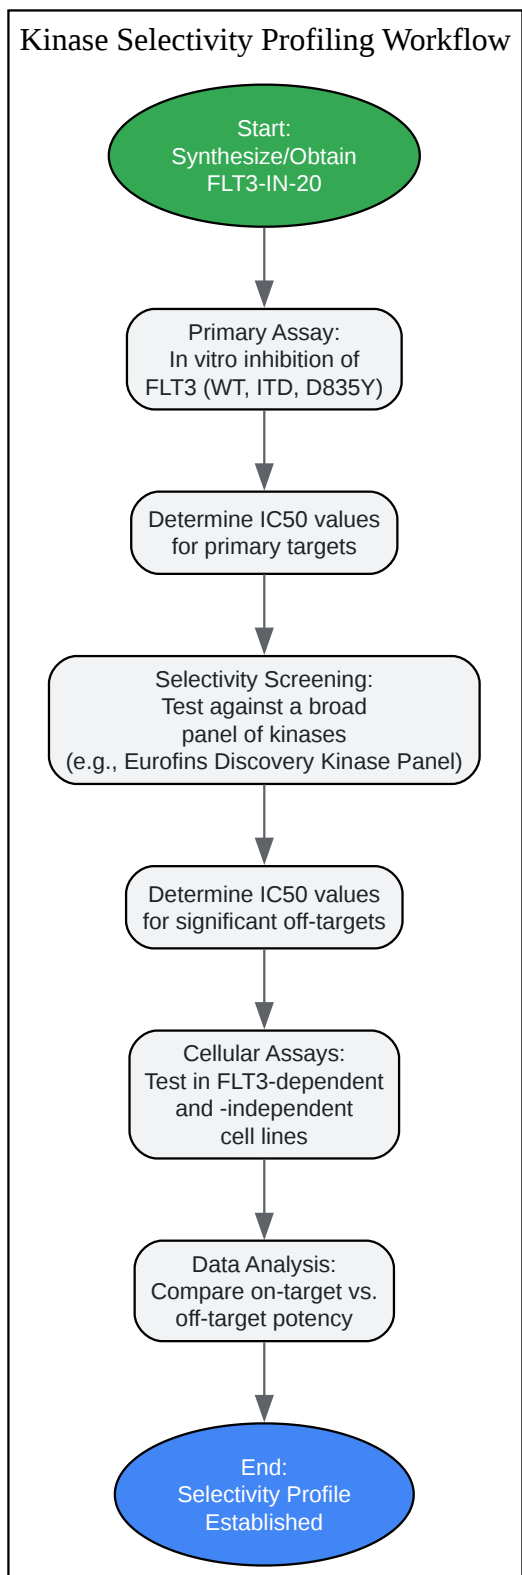 Kinase Selectivity Profiling Workflow
Start:
Synthesize/Obtain
FLT3-IN-20
Primary Assay:
In vitro inhibition of
FLT3 (WT, ITD, D835Y)
Determine IC50 values
for primary targets
Selectivity Screening:
Test against a broad
panel of kinases
(e.g., Eurofins Discovery Kinase Panel)
Determine IC50 values
for significant off-targets
Cellular Assays:
Test in FLT3-dependent
and -independent
cell lines
Data Analysis:
Compare on-target vs.
off-target potency
End:
Selectivity Profile
Established